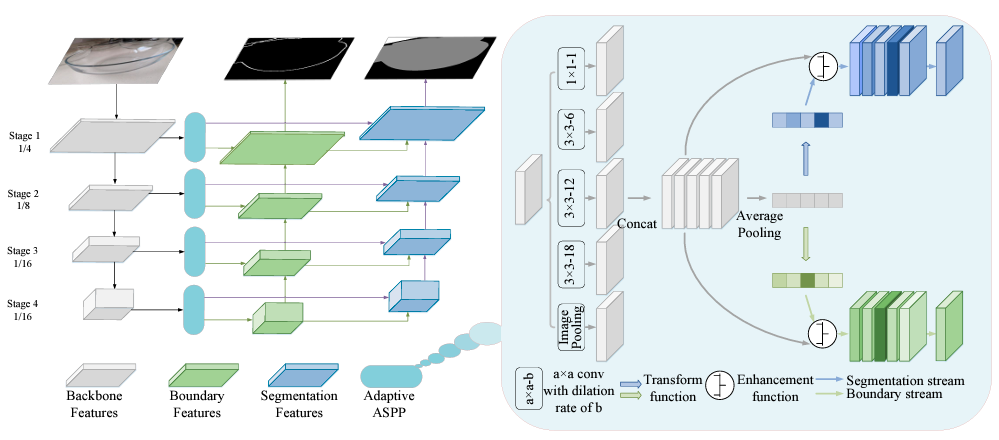 Stage 1
1/4
Stage 2
1/8
Stage 3
1/16
Stage 4
1/16
Backbone
Features
Boundary
Features
Segmentation
Features
Adaptive
ASPP
1×1-1
3×3-6
3×3-12
3×3-18
Image
Pooling
Concat
Average
Pooling
a×a-b
a×a conv
with dilation
rate of b
Transform
function
Enhancement
function
Segmentation stream
Boundary stream